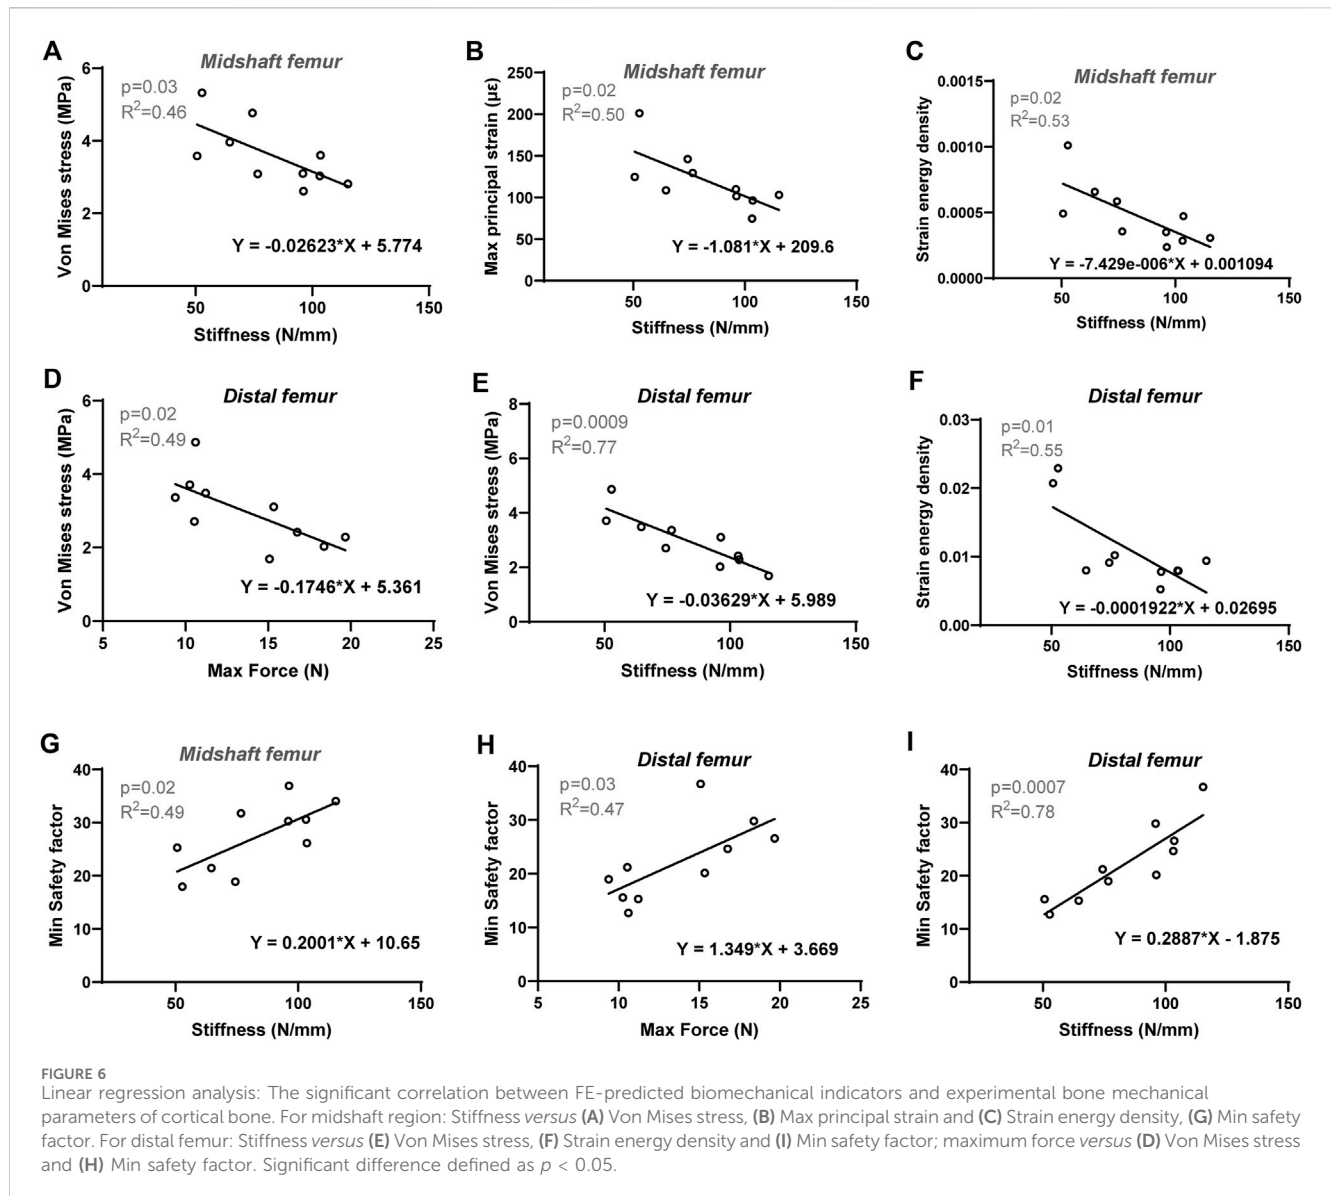 A
Midshaft femur
p=0.03
R²=0.46
Von Mises stress (MPa)
6
4
2
0
Y = -0.02623*X + 5.774
50 100 150
Stiffness (N/mm)
B
Midshaft femur
p=0.02
R²=0.50
Max principal strain (με)
250
200
150
100
50
0
Y = -1.081*X + 209.6
50 100 150
Stiffness (N/mm)
C
Midshaft femur
p=0.02
R²=0.53
Strain energy density
0.0015
0.0010
0.0005
0.0000
Y = -7.429e-006*X + 0.001094
50 100 150
Stiffness (N/mm)
D
Distal femur
p=0.02
R²=0.49
Von Mises stress (MPa)
6
4
2
0
Y = -0.1746*X + 5.361
5 10 15 20 25
Max Force (N)
E
Distal femur
p=0.0009
R²=0.77
Von Mises stress (MPa)
8
6
4
2
0
Y = -0.03629*X + 5.989
50 100 150
Stiffness (N/mm)
F
Distal femur
p=0.01
R²=0.55
Strain energy density
0.03
0.02
0.01
0.00
Y = -0.0001922*X + 0.02695
50 100 150
Stiffness (N/mm)
G
Midshaft femur
p=0.02
R²=0.49
Min Safety factor
40
30
20
10
0
Y = 0.2001*X + 10.65
50 100 150
Stiffness (N/mm)
H
Distal femur
p=0.03
R²=0.47
Min Safety factor
40
30
20
10
0
Y = 1.349*X + 3.669
5 10 15 20 25
Max Force (N)
I
Distal femur
p=0.0007
R²=0.78
Min Safety factor
40
30
20
10
0
Y = 0.2887*X - 1.875
50 100 150
Stiffness (N/mm)
FIGURE 6
Linear regression analysis: The significant correlation between FE-predicted biomechanical indicators and experimental bone mechanical
parameters of cortical bone. For midshaft region: Stiffness versus (A) Von Mises stress, (B) Max principal strain and (C) Strain energy density, (G) Min safety
factor. For distal femur: Stiffness versus (E) Von Mises stress, (F) Strain energy density and (I) Min safety factor; maximum force versus (D) Von Mises stress
and (H) Min safety factor. Significant difference defined as p < 0.05.